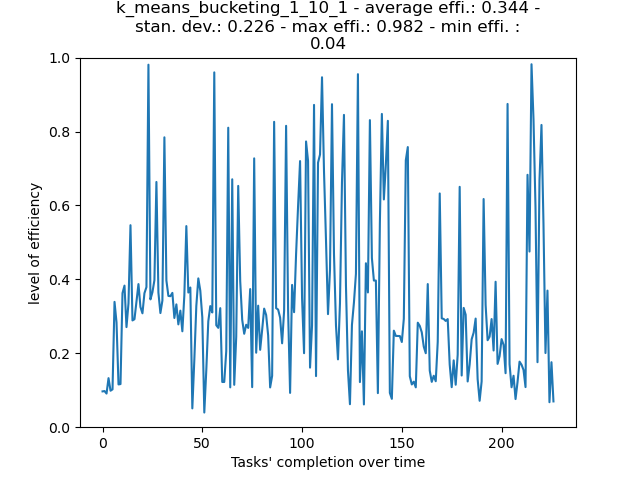 k_means_bucketing_1_10_1 - average effi.: 0.344 -
stan. dev.: 0.226 - max effi.: 0.982 - min effi. :
0.04
1.0
0.8
0.6
0.4
0.2
0.0
level of efficiency
0 50 100 150 200
Tasks' completion over time